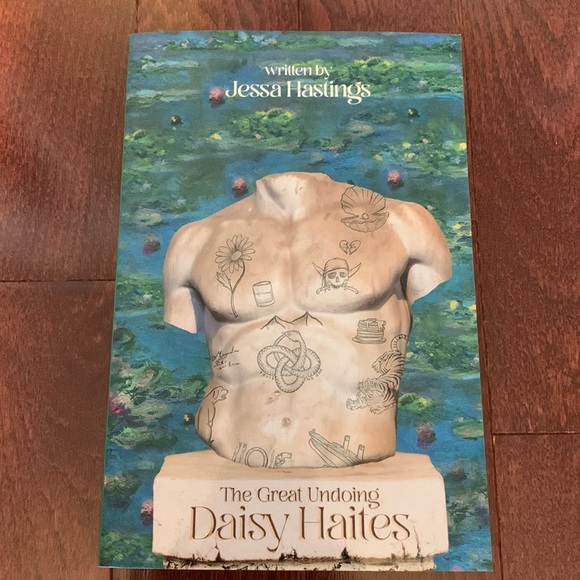 written by
Jessa Hastings
The Great Undoing
Daisy Haites